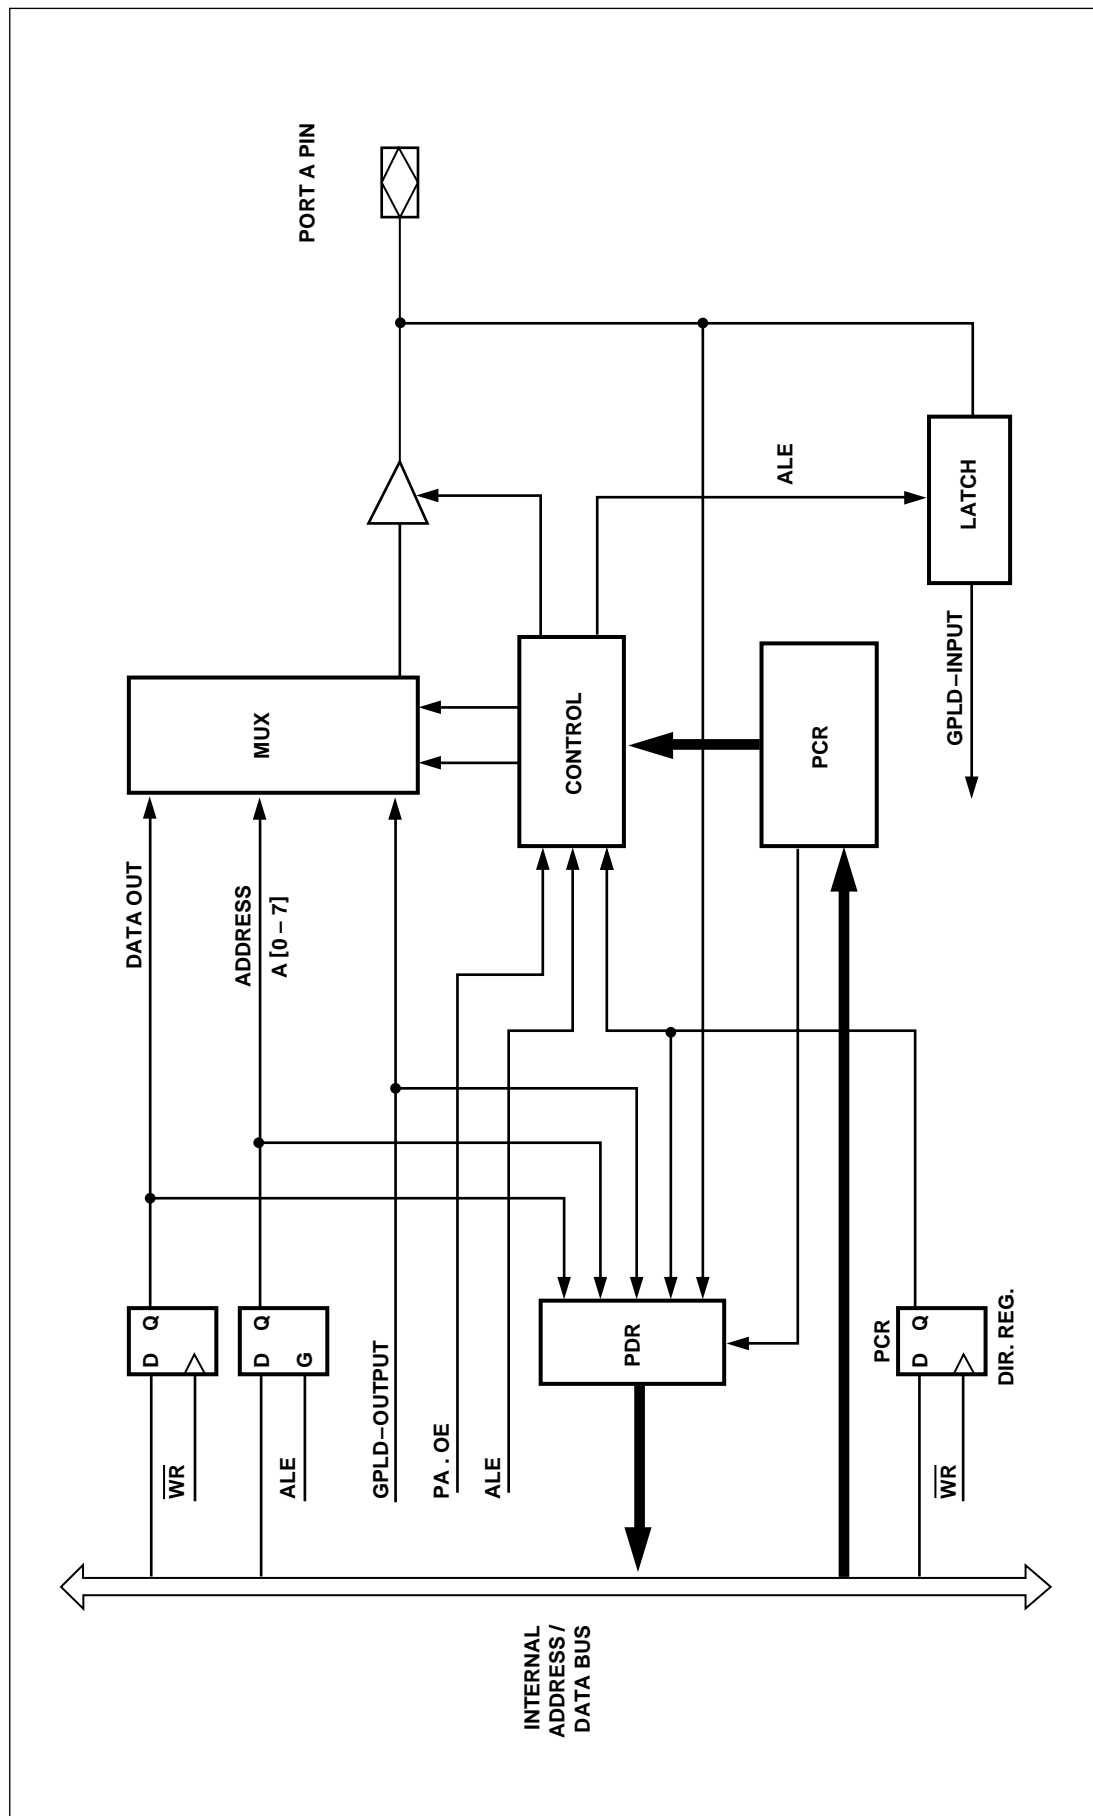 PORT A PIN
DATA OUT
ADDRESS
A [0 – 7]
MUX
CONTROL
PCR
ALE
LATCH
GPLD–INPUT
D Q
D Q
G
WR
ALE
GPLD–OUTPUT
PA . OE
ALE
PDR
PCR
D Q
DIR. REG.
WR
INTERNAL
ADDRESS /
DATA BUS